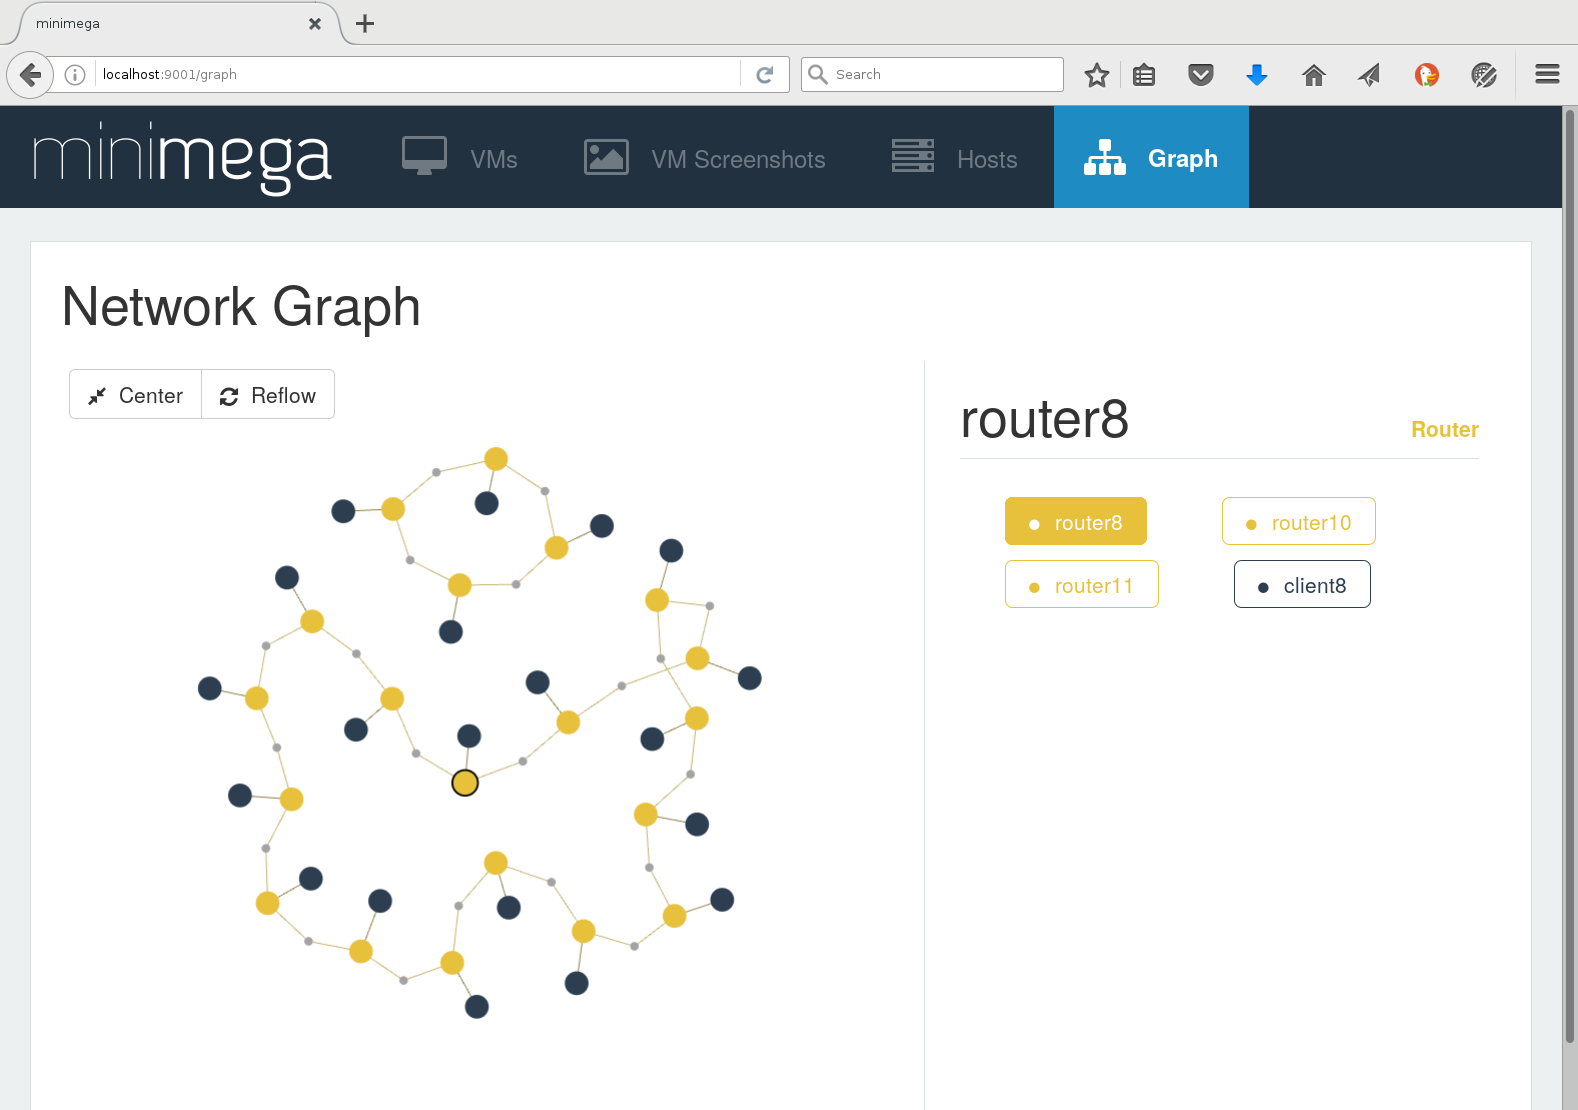 minimega
localhost:9001/graph
Search
minimega
VMs
VM Screenshots
Hosts
Graph
Network Graph
Center
Reflow
router8
Router
router8
router10
router11
client8